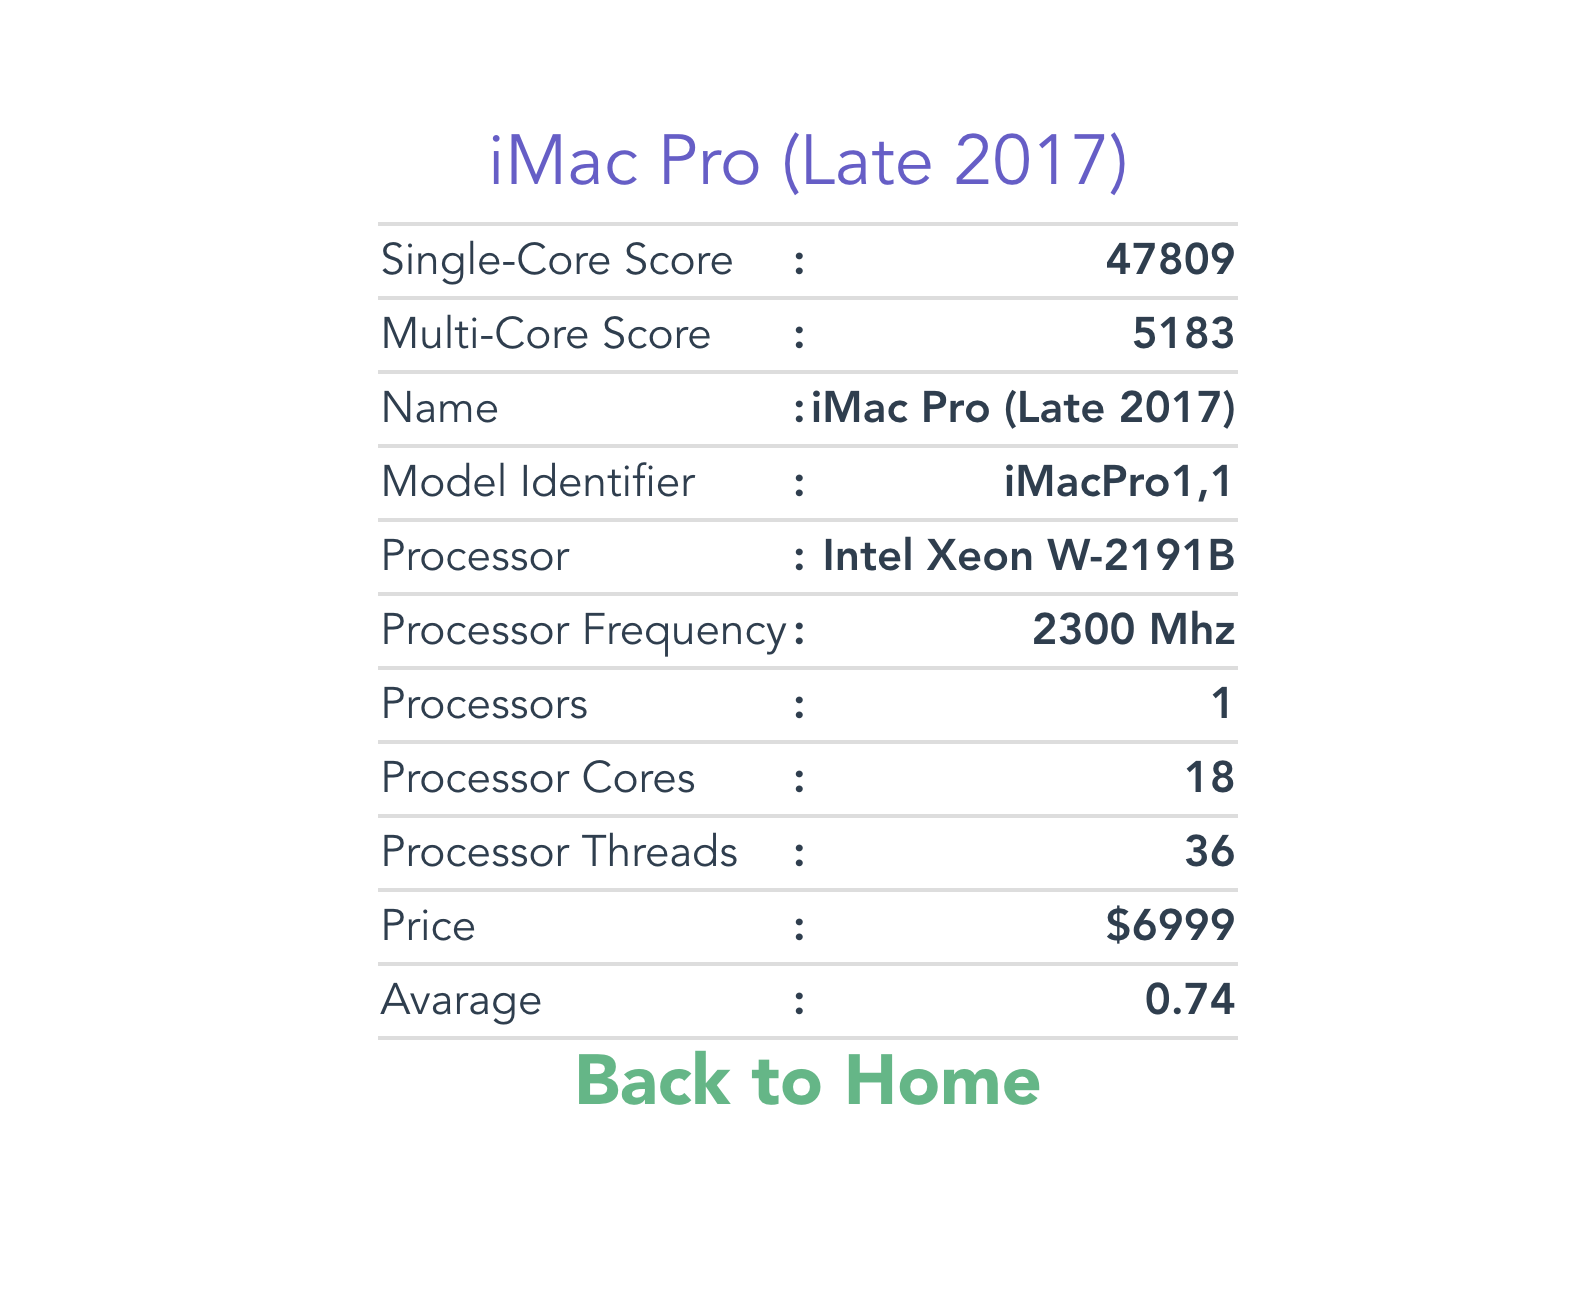 iMac Pro (Late 2017)
Single-Core Score : 47809
Multi-Core Score : 5183
Name : iMac Pro (Late 2017)
Model Identifier : iMacPro1,1
Processor : Intel Xeon W-2191B
Processor Frequency : 2300 Mhz
Processors : 1
Processor Cores : 18
Processor Threads : 36
Price : $6999
Avarage : 0.74
Back to Home